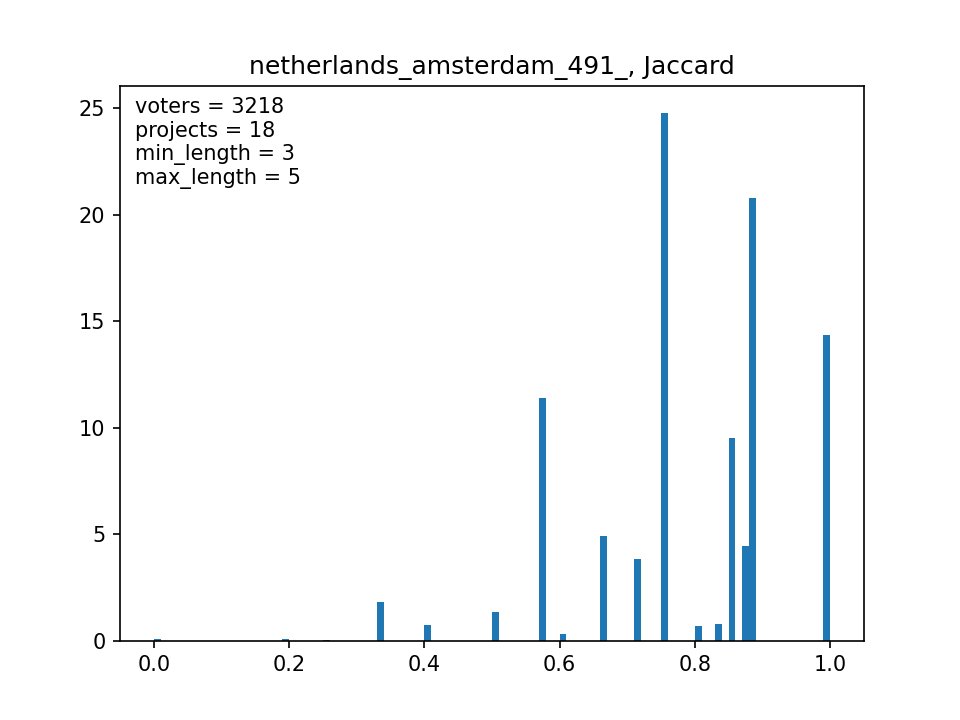 netherlands_amsterdam_491_, Jaccard
voters = 3218
projects = 18
min_length = 3
max_length = 5
25
20
15
10
5
0
0.0 0.2 0.4 0.6 0.8 1.0